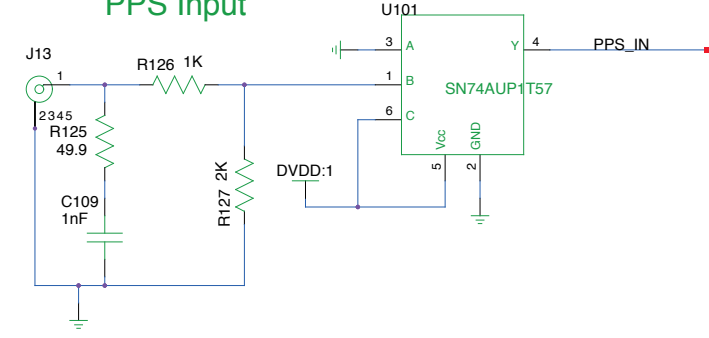 PPS Input
U101
J13
1
2345
R126 1K
R125
49.9
C109
1nF
R127 2K
DVDD:1
3 A
1 B
6 C
Y 4
PPS_IN
SN74AUP1T57
Vcc
GND
5
2